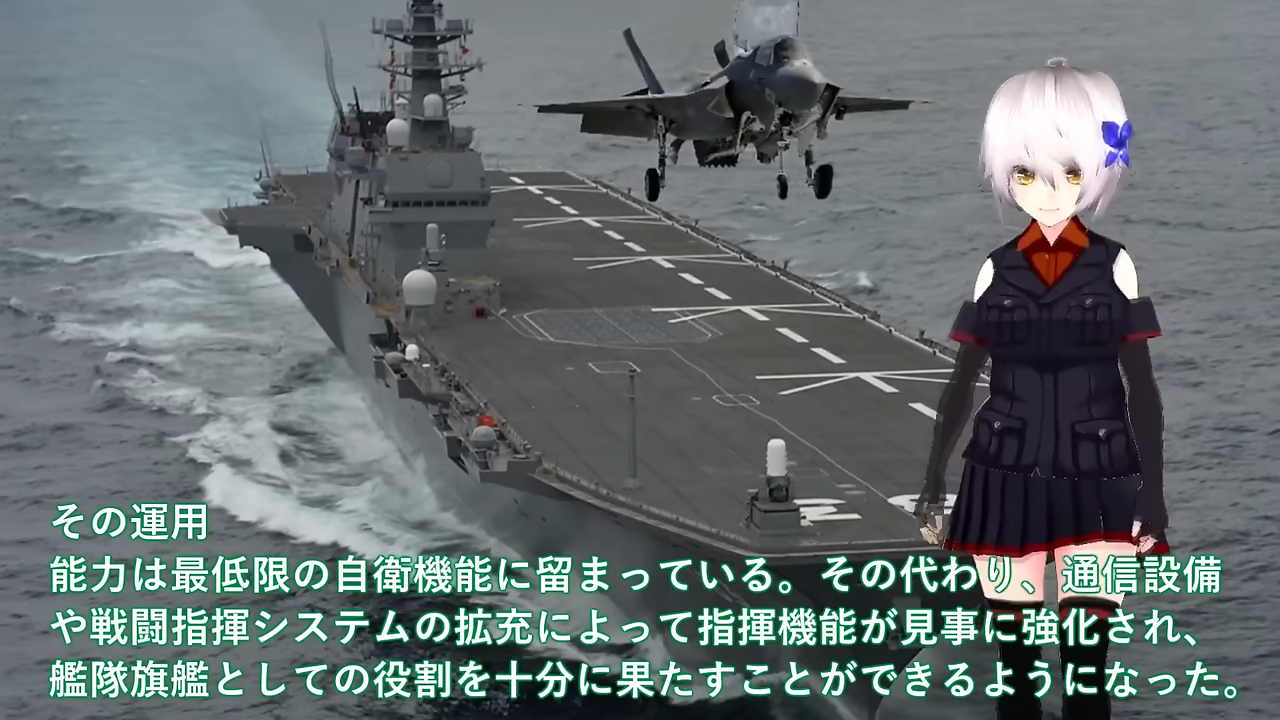 その運用
能力は最低限の自衛機能に留まっている。その代わり、通信設備
や戦闘指揮システムの拡充によって指揮機能が見事に強化され、
艦隊旗艦としての役割を十分に果たすことができるようになった。